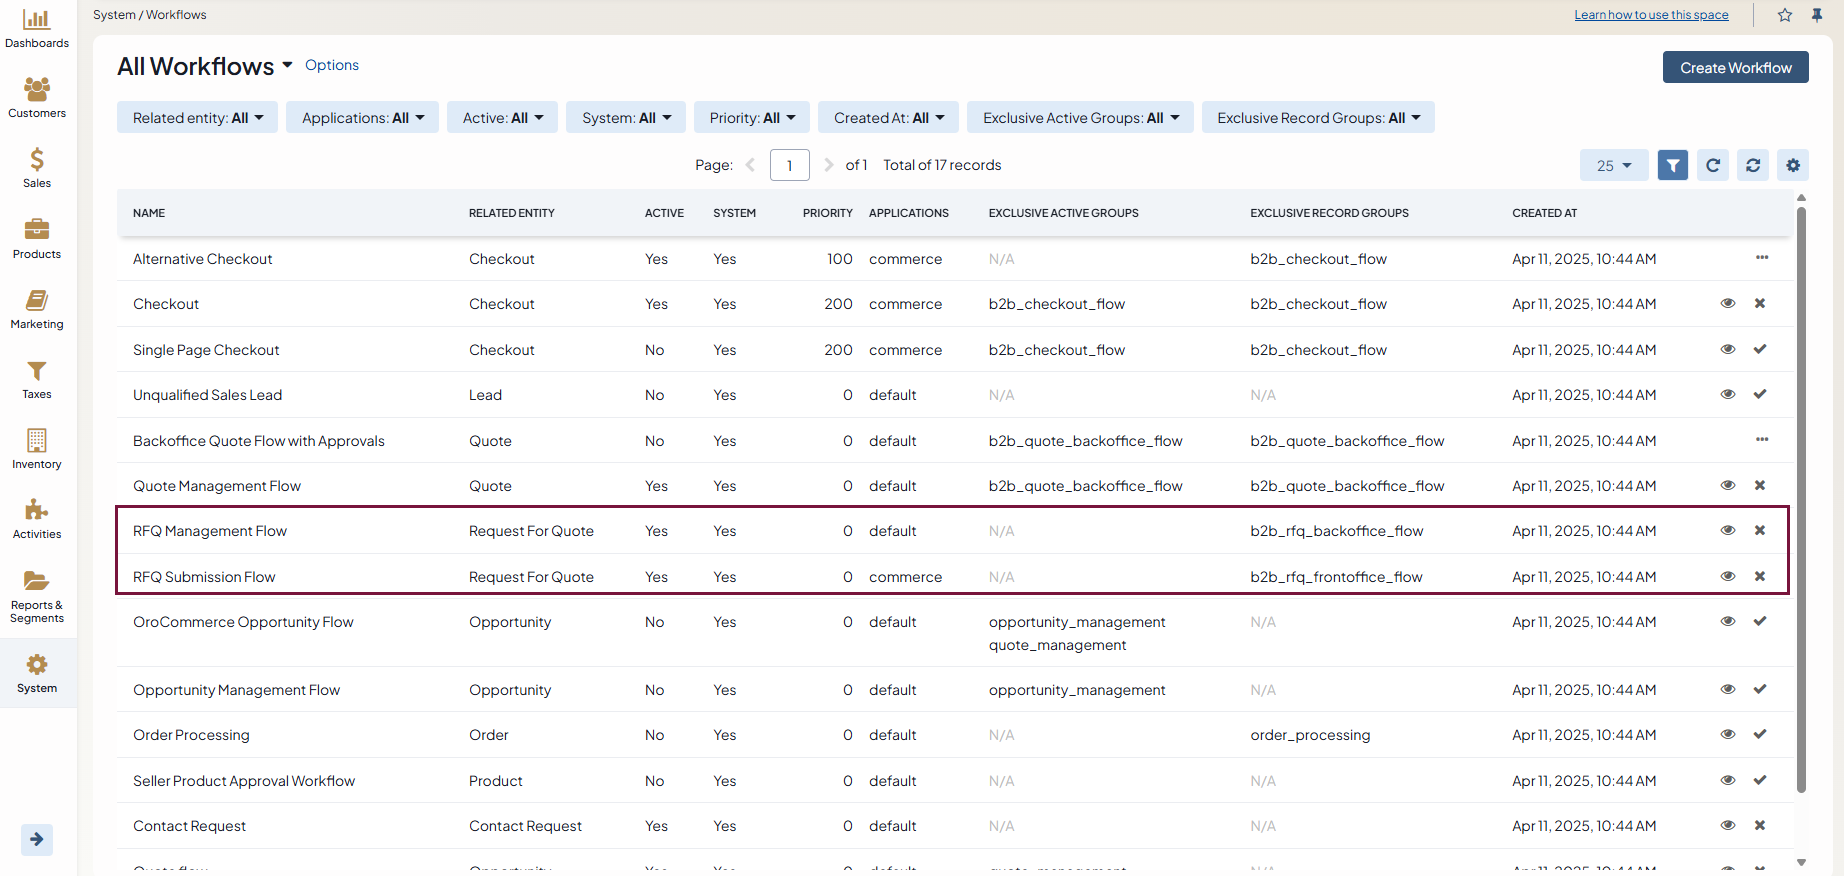 System / Workflows
Learn how to use this space
Dashboards
Customers
Sales
Products
Marketing
Taxes
Inventory
Activities
Reports &
Segments
System
All Workflows Options
Create Workflow
Related entity: All Applications: All Active: All System: All Priority: All Created At: All Exclusive Active Groups: All Exclusive Record Groups: All
Page: 1 of 1 Total of 17 records 25
NAME RELATED ENTITY ACTIVE SYSTEM PRIORITY APPLICATIONS EXCLUSIVE ACTIVE GROUPS EXCLUSIVE RECORD GROUPS CREATED AT
Alternative Checkout Checkout Yes Yes 100 commerce N/A b2b_checkout_flow Apr 11, 2025, 10:44 AM
Checkout Checkout Yes Yes 200 commerce b2b_checkout_flow b2b_checkout_flow Apr 11, 2025, 10:44 AM
Single Page Checkout Checkout No Yes 200 commerce b2b_checkout_flow b2b_checkout_flow Apr 11, 2025, 10:44 AM
Unqualified Sales Lead Lead No Yes 0 default N/A N/A Apr 11, 2025, 10:44 AM
Backoffice Quote Flow with Approvals Quote No Yes 0 default b2b_quote_backoffice_flow b2b_quote_backoffice_flow Apr 11, 2025, 10:44 AM
Quote Management Flow Quote Yes Yes 0 default b2b_quote_backoffice_flow b2b_quote_backoffice_flow Apr 11, 2025, 10:44 AM
RFQ Management Flow Request For Quote Yes Yes 0 default N/A b2b_rfq_backoffice_flow Apr 11, 2025, 10:44 AM
RFQ Submission Flow Request For Quote Yes Yes 0 commerce N/A b2b_rfq_frontoffice_flow Apr 11, 2025, 10:44 AM
OroCommerce Opportunity Flow Opportunity No Yes 0 default opportunity_management N/A Apr 11, 2025, 10:44 AM
quote_management
Opportunity Management Flow Opportunity No Yes 0 default opportunity_management N/A Apr 11, 2025, 10:44 AM
Order Processing Order No Yes 0 default N/A order_processing Apr 11, 2025, 10:44 AM
Seller Product Approval Workflow Product No Yes 0 default N/A N/A Apr 11, 2025, 10:44 AM
Contact Request Contact Request Yes Yes 0 default N/A N/A Apr 11, 2025, 10:44 AM